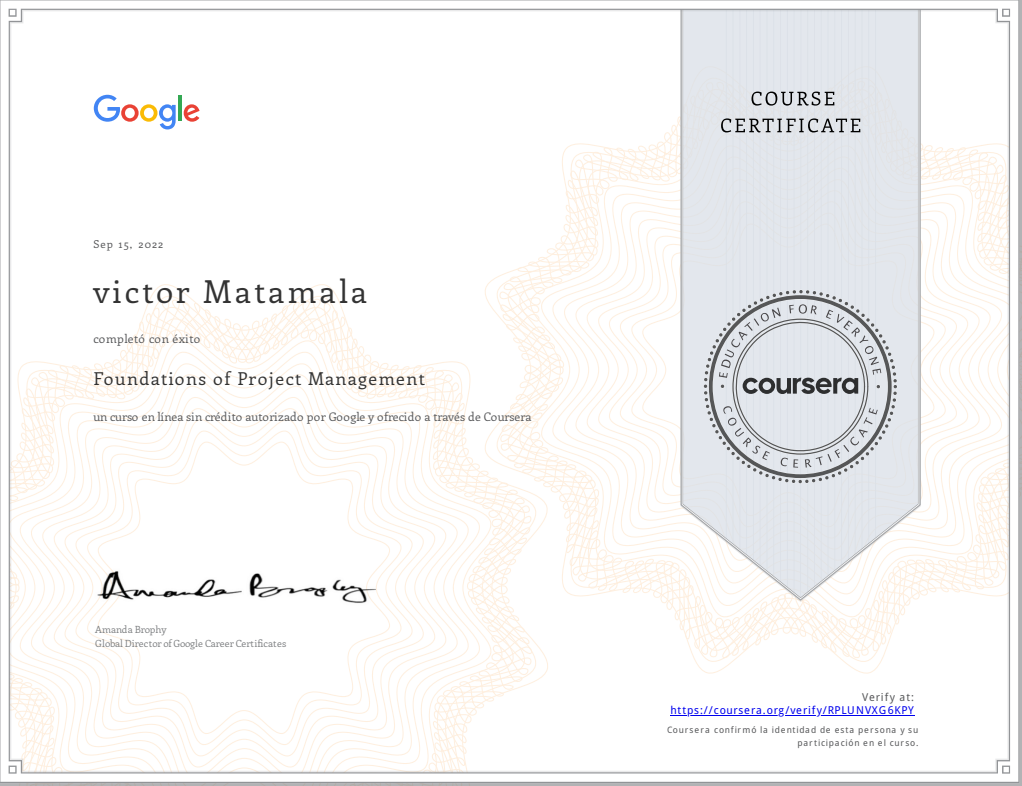 Google
COURSE
CERTIFICATE
Sep 15, 2022
victor Matamala
completó con éxito
Foundations of Project Management
un curso en línea sin crédito autorizado por Google y ofrecido a través de Coursera
EDUCATION FOR EVERYONE
coursera
COURSE CERTIFICATE
Amanda Brophy
Amanda Brophy
Global Director of Google Career Certificates
Verify at:
https://coursera.org/verify/RPLUNVXG6KPY
Coursera confirmó la identidad de esta persona y su
participación en el curso.